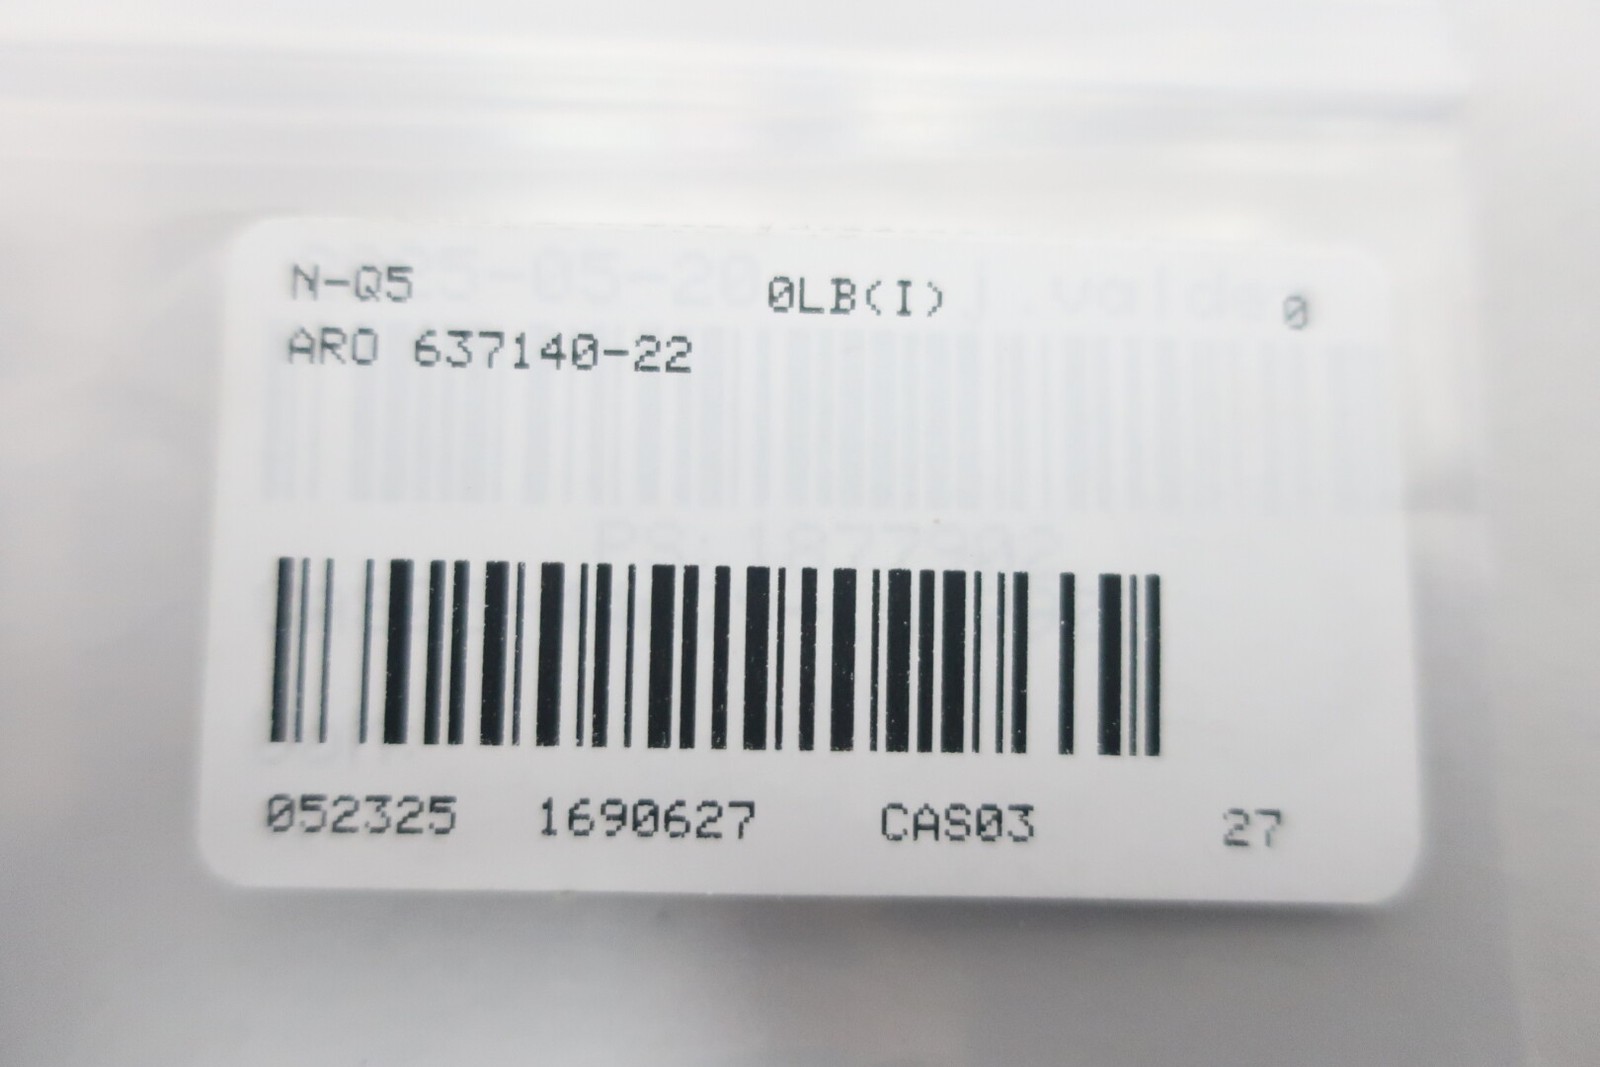 N-Q5 0LB(I) 0
ARO 637140-22
052325 1690627 CAS03 27